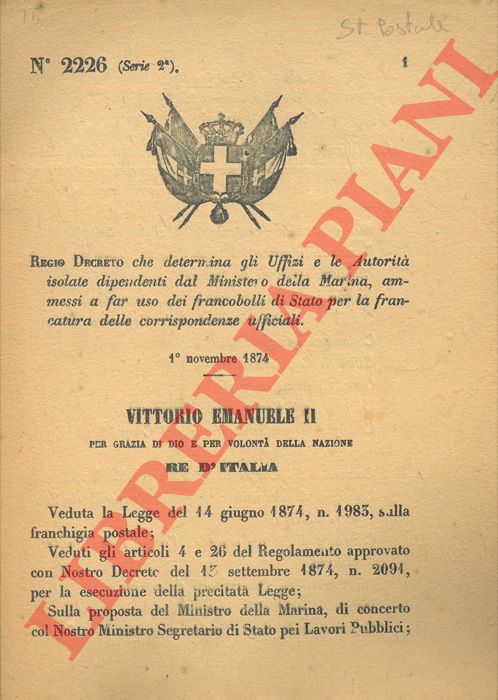 St. Postale
N° 2226 (Serie 2ª).
1
REGIO DECRETO che determina gli Uffizi e le Autorità
isolate dipendenti dal Ministero della Marina, am-
messi a far uso dei francobolli di Stato per la fran-
catura delle corrispondenze ufficiali.
1° novembre 1874
VITTORIO EMANUELE II
PER GRAZIA DI DIO E PER VOLONTÀ DELLA NAZIONE
RE D'ITALIA
Veduta la Legge del 14 giugno 1874, n. 1983, sulla
franchigia postale;
Veduti gli articoli 4 e 26 del Regolamento approvato
con Nostro Decreto del 13 settembre 1874, n. 2091,
per la esecuzione della precitata Legge;
Sulla proposta del Ministro della Marina, di concerto
col Nostro Ministro Segretario di Stato pei Lavori Pubblici;
LIBRERIA PIANI